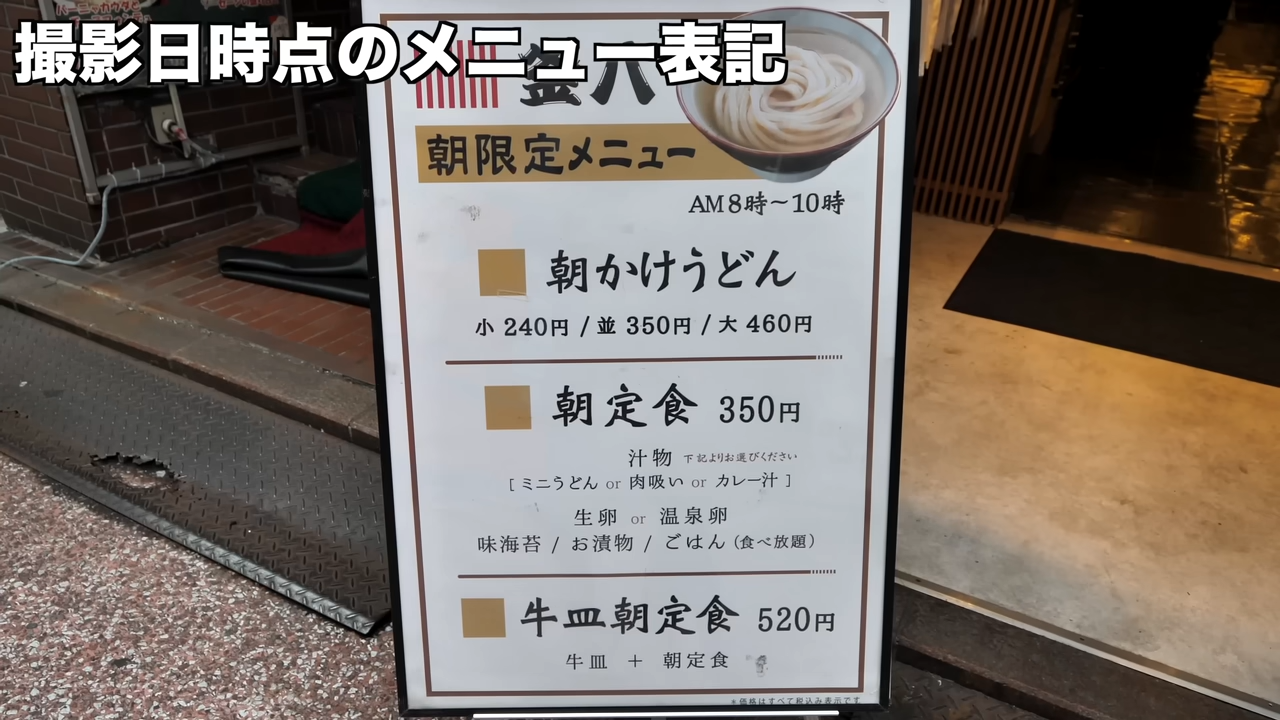 撮影日時点のメニュー表記
釜八
朝限定メニュー
AM8時〜10時
朝かけうどん
小 240円 / 並 350円 / 大 460円
朝定食 350円
汁物 下記よりお選びください
[ ミニうどん or 肉吸い or カレー汁 ]
生卵 or 温泉卵
味海苔 / お漬物 / ごはん (食べ放題)
牛皿朝定食 520円
牛皿 + 朝定食
*価格はすべて税込み表示です